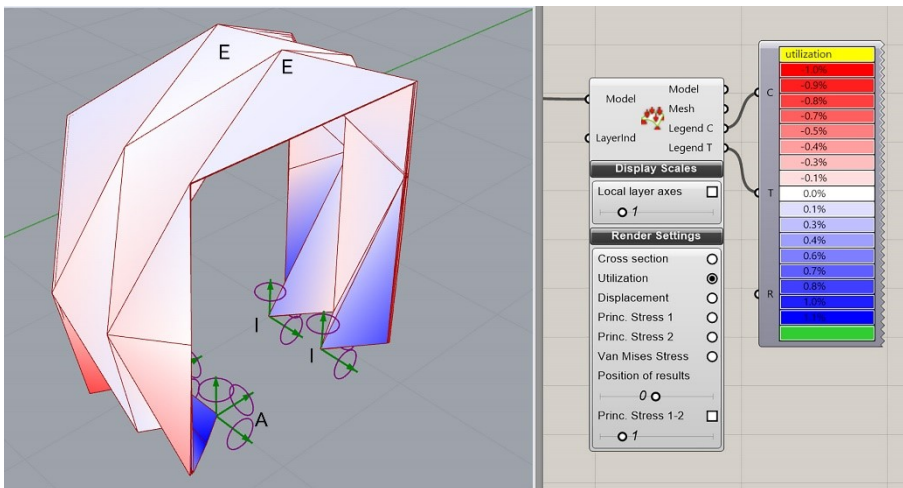 E
E
I
I
A
Model
LayerInd
Model
Mesh
Legend C
Legend T
Display Scales
Local layer axes
1
Render Settings
Cross section
Utilization
Displacement
Princ. Stress 1
Princ. Stress 2
Van Mises Stress
Position of results
0
Princ. Stress 1-2
1
C
T
R
utilization
1.0%
-0.9%
-0.8%
-0.7%
-0.5%
-0.4%
-0.3%
-0.1%
0.0%
0.1%
0.3%
0.4%
0.6%
0.7%
0.8%
1.0%